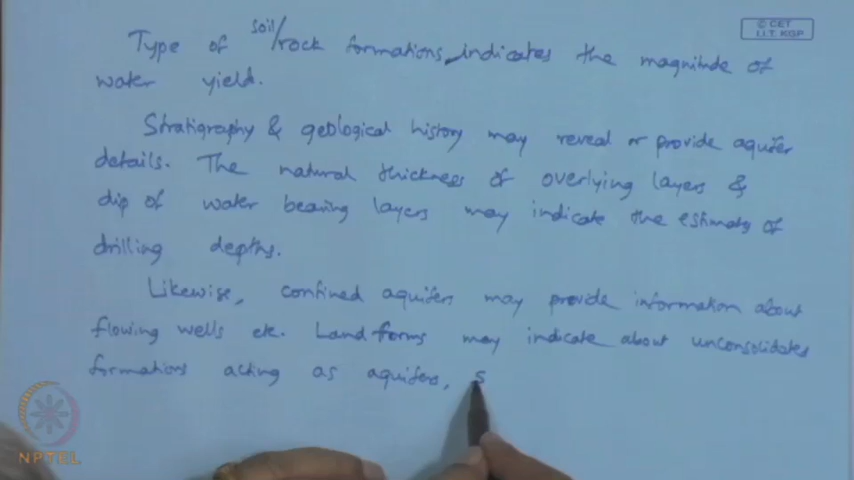 © CET
I.I.T. KGP
Type of soil/rock formations indicates the magnitude of
water yield.
Stratigraphy & geological history may reveal or provide aquifer
details. The natural thickness of overlying layers &
dip of water bearing layers may indicate the estimate of
drilling depths.
Likewise, confined aquifers may provide information about
flowing wells etc. Landforms may indicate about unconsolidated
formations acting as aquifers, s
NPTEL